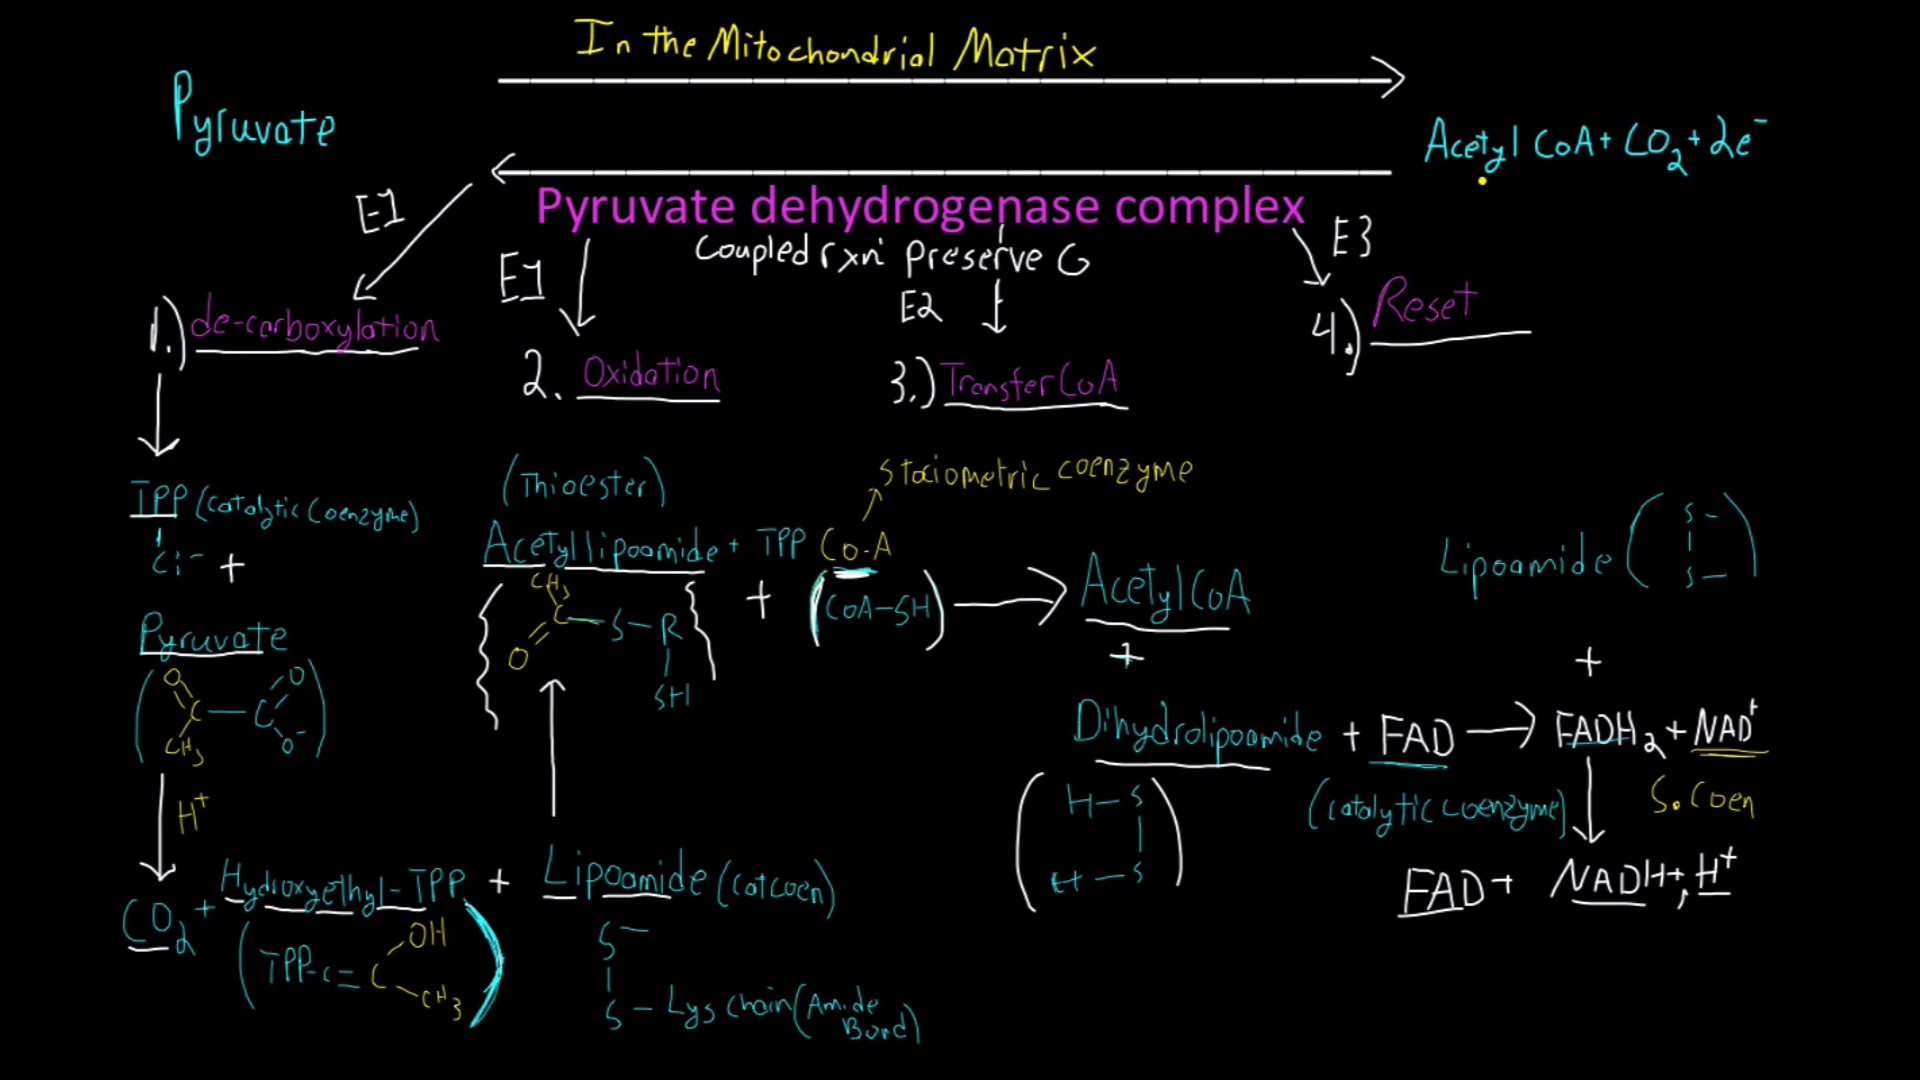 In the Mitochondrial Matrix
Pyruvate
Acetyl CoA + CO2 + 2e-
Pyruvate dehydrogenase complex
Coupled rxn preserve G
E1
E1
E2
E3
1.) de-carboxylation
2. Oxidation
3.) Transfer CoA
4.) Reset
TPP (Catalytic Coenzyme)
C:- +
Pyruvate
O O
C — C
CH3 O-
H+
CO2 + Hydroxyethyl-TPP + Lipoamide (Cat coen)
TPP-C=C
OH
CH3
S
S - Lys chain (Amide
Bond)
(Thioester)
Acetyllipoamide + TPP
CH3
C—S—R
O
SH
Stociometric coenzyme
Co-A
+ (CoA-SH)
Acetyl CoA
+
Dihydrolipoamide + FAD
H-S
H-S
(Catalytic coenzyme)
Lipoamide
S-
S-
+
FADH2 + NAD+
S. Coen
FAD + NADH+, H+